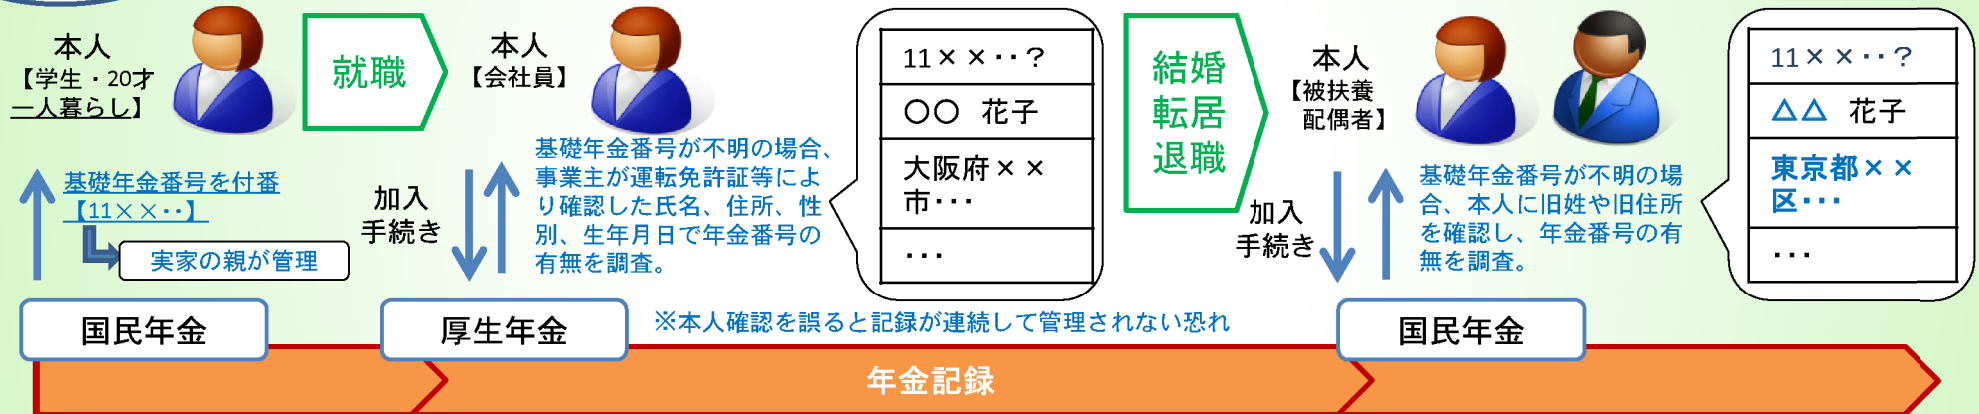 本人
【学生・20才
一人暮らし】
基礎年金番号を付番
【11××・・】
実家の親が管理
国民年金
就職
本人
【会社員】
加入
手続き
基礎年金番号が不明の場合、
事業主が運転免許証等によ
り確認した氏名、住所、性
別、生年月日で年金番号の
有無を調査。
11××・・？
〇〇 花子
大阪府××
市・・・
・・・
厚生年金
※本人確認を誤ると記録が連続して管理されない恐れ
結婚
転居
退職
本人
【被扶養
配偶者】
加入
手続き
基礎年金番号が不明の場
合、本人に旧姓や旧住所
を確認し、年金番号の有
無を調査。
11××・・？
△△ 花子
東京都××
区・・・
・・・
国民年金
年金記録